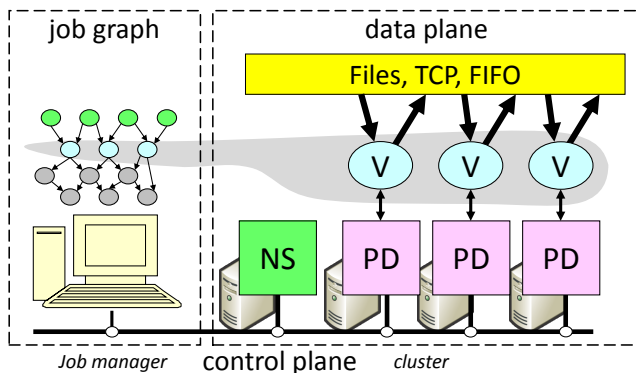 job graph
data plane
Files, TCP, FIFO
V
V
V
NS
PD
PD
PD
Job manager
control plane
cluster